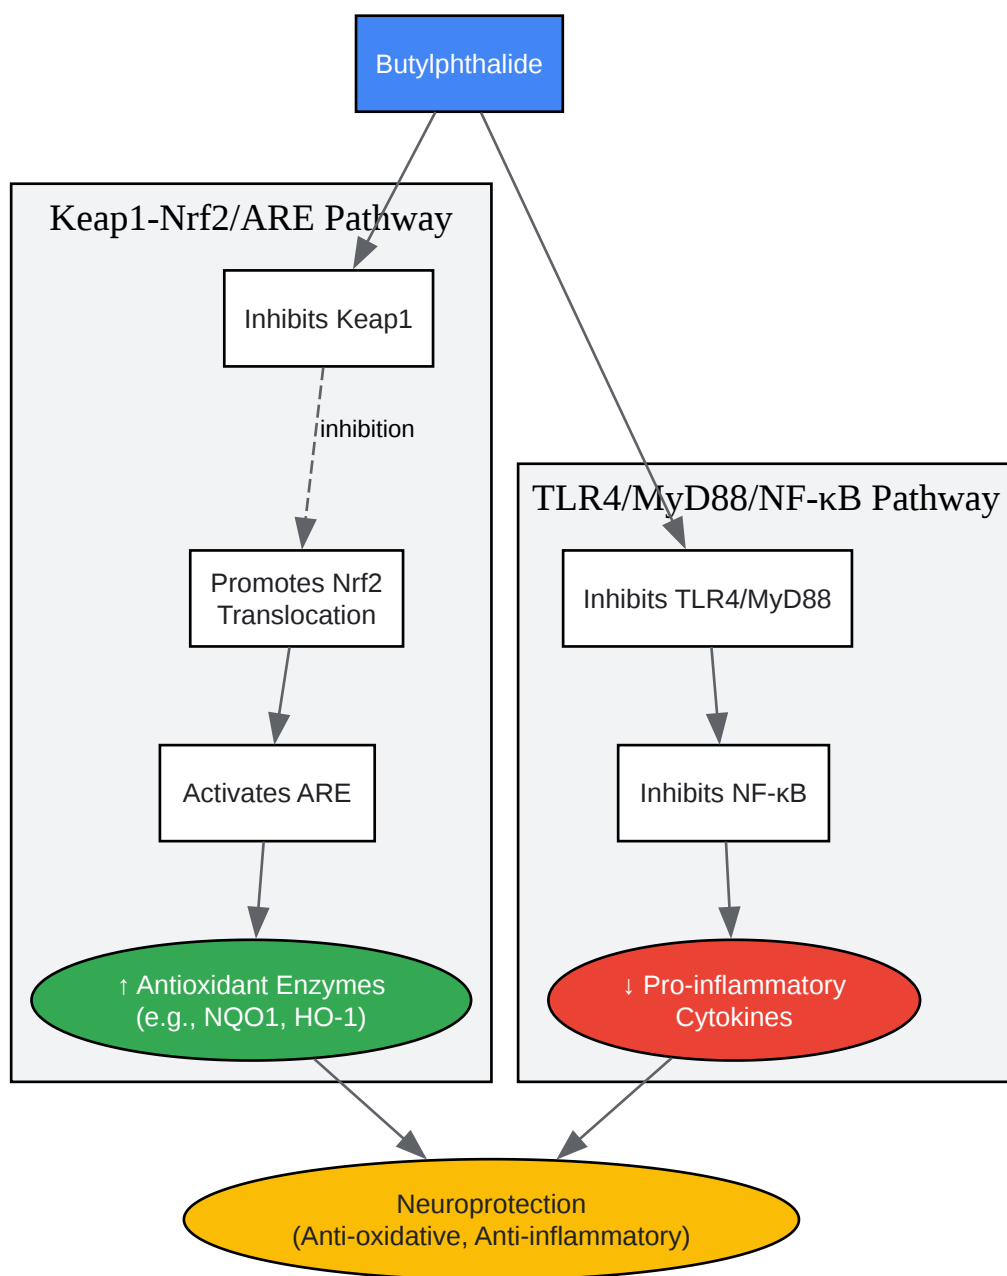 Butylphthalide
Keap1-Nrf2/ARE Pathway
Inhibits Keap1
inhibition
Promotes Nrf2
Translocation
Activates ARE
↑ Antioxidant Enzymes
(e.g., NQO1, HO-1)
TLR4/MyD88/NF-κB Pathway
Inhibits TLR4/MyD88
Inhibits NF-κB
↓ Pro-inflammatory
Cytokines
Neuroprotection
(Anti-oxidative, Anti-inflammatory)